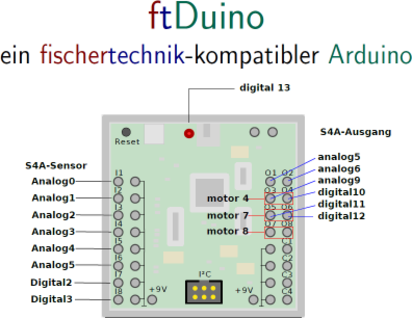 ftDuino
ein fischertechnik-kompatibler Arduino
digital 13
Reset
S4A-Ausgang
S4A-Sensor
analog5
analog6
analog9
digital10
digital11
digital12
Analog0
Analog1
Analog2
Analog3
Analog4
Analog5
Digital2
Digital3
I1
I2
I3
I4
I5
I6
I7
I8
motor 4
motor 7
motor 8
O1 O2
O3 O4
O5 O6
O7 O8
C1
C2
C3
C4
I²C
+9V
+9V